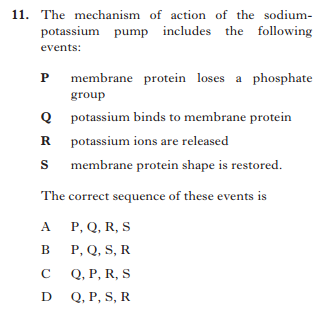 11. The mechanism of action of the sodium-
potassium pump includes the following
events:
P membrane protein loses a phosphate
group
Q potassium binds to membrane protein
R potassium ions are released
S membrane protein shape is restored.
The correct sequence of these events is
A P, Q, R, S
B P, Q, S, R
C Q, P, R, S
D Q, P, S, R